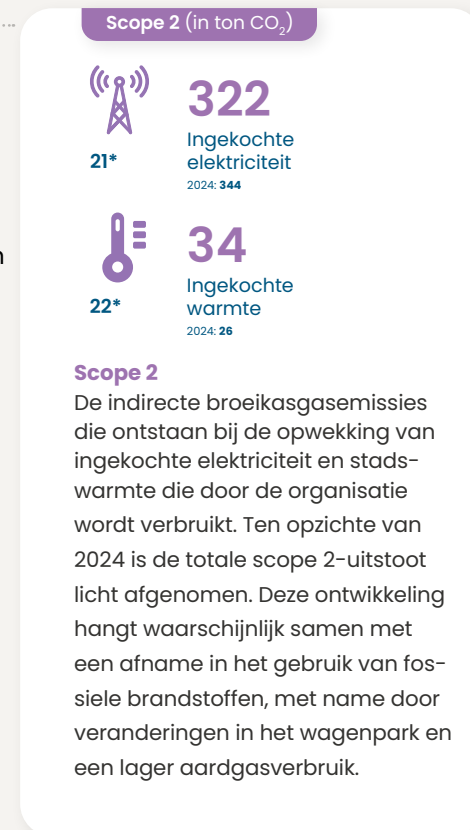 Scope 2 (in ton CO₂)
322
Ingekochte
elektriciteit
21*
2024: 344
34
Ingekochte
warmte
22*
2024: 26
Scope 2
De indirecte broeikasgasemissies
die ontstaan bij de opwekking van
ingekochte elektriciteit en stads-
warmte die door de organisatie
wordt verbruikt. Ten opzichte van
2024 is de totale scope 2-uitstoot
licht afgenomen. Deze ontwikkeling
hangt waarschijnlijk samen met
een afname in het gebruik van fos-
siele brandstoffen, met name door
veranderingen in het wagenpark en
een lager aardgasverbruik.